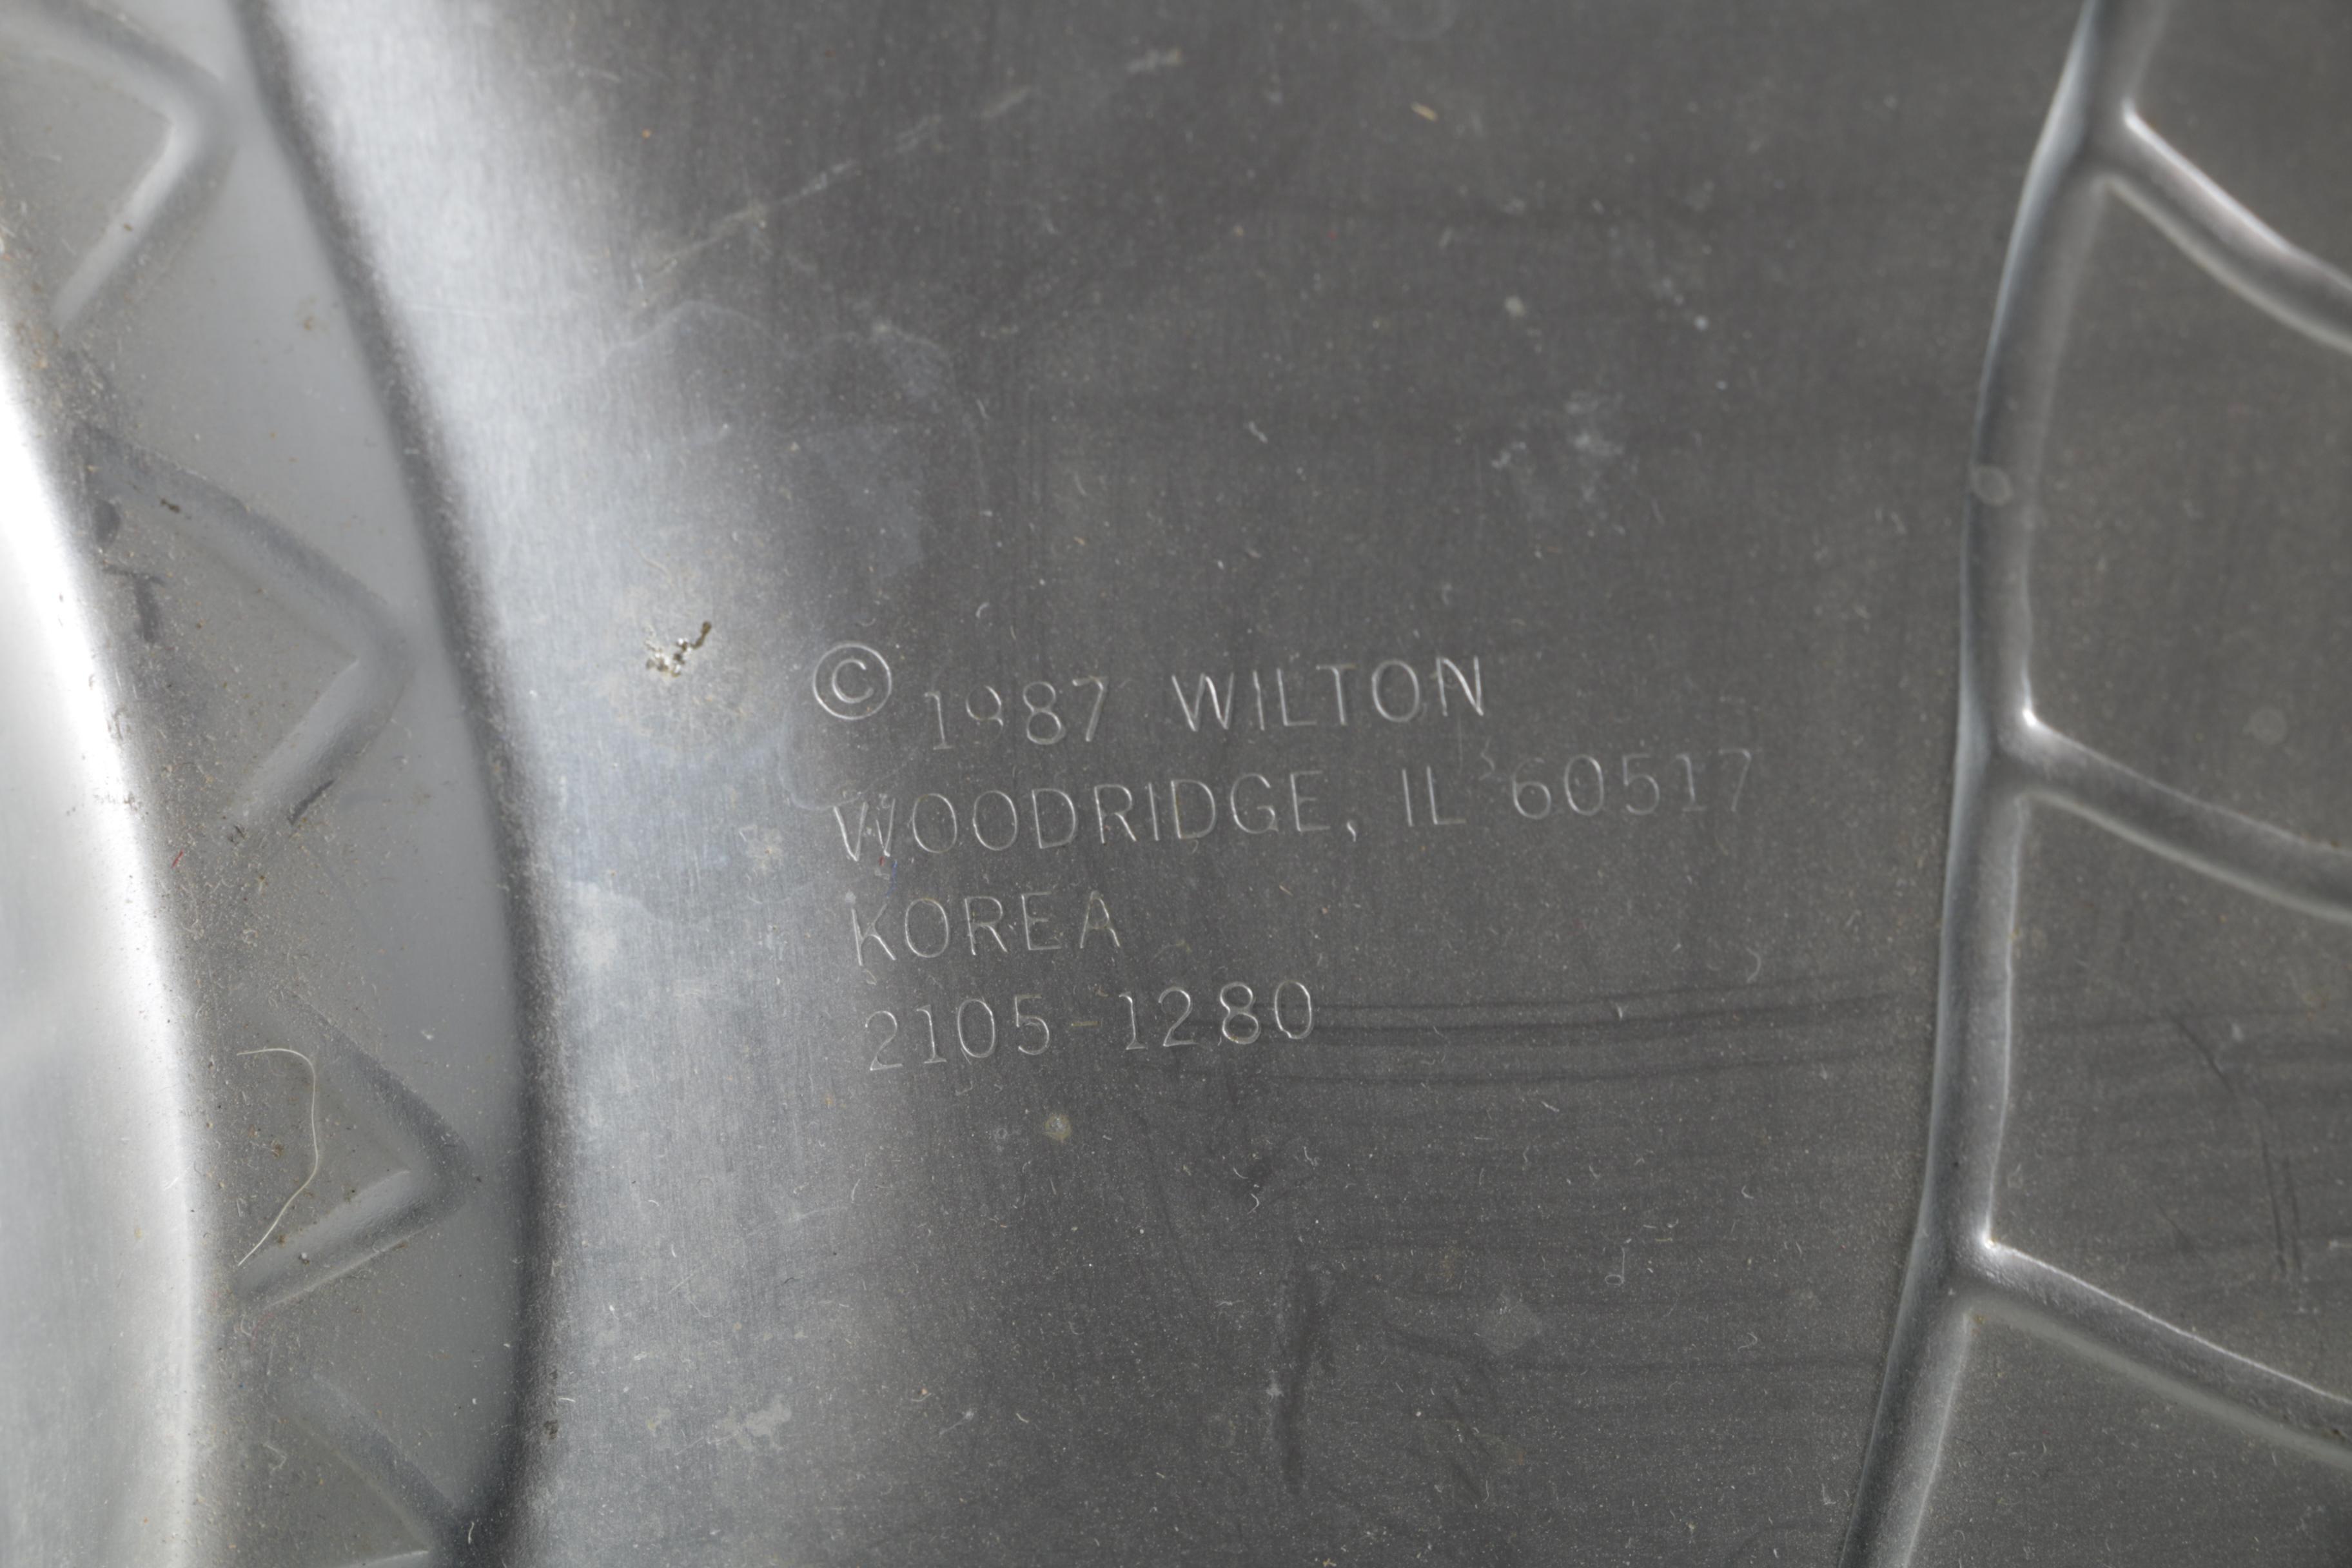 © 1987 WILTON
WOODRIDGE, IL 60517
KOREA
2105-1280